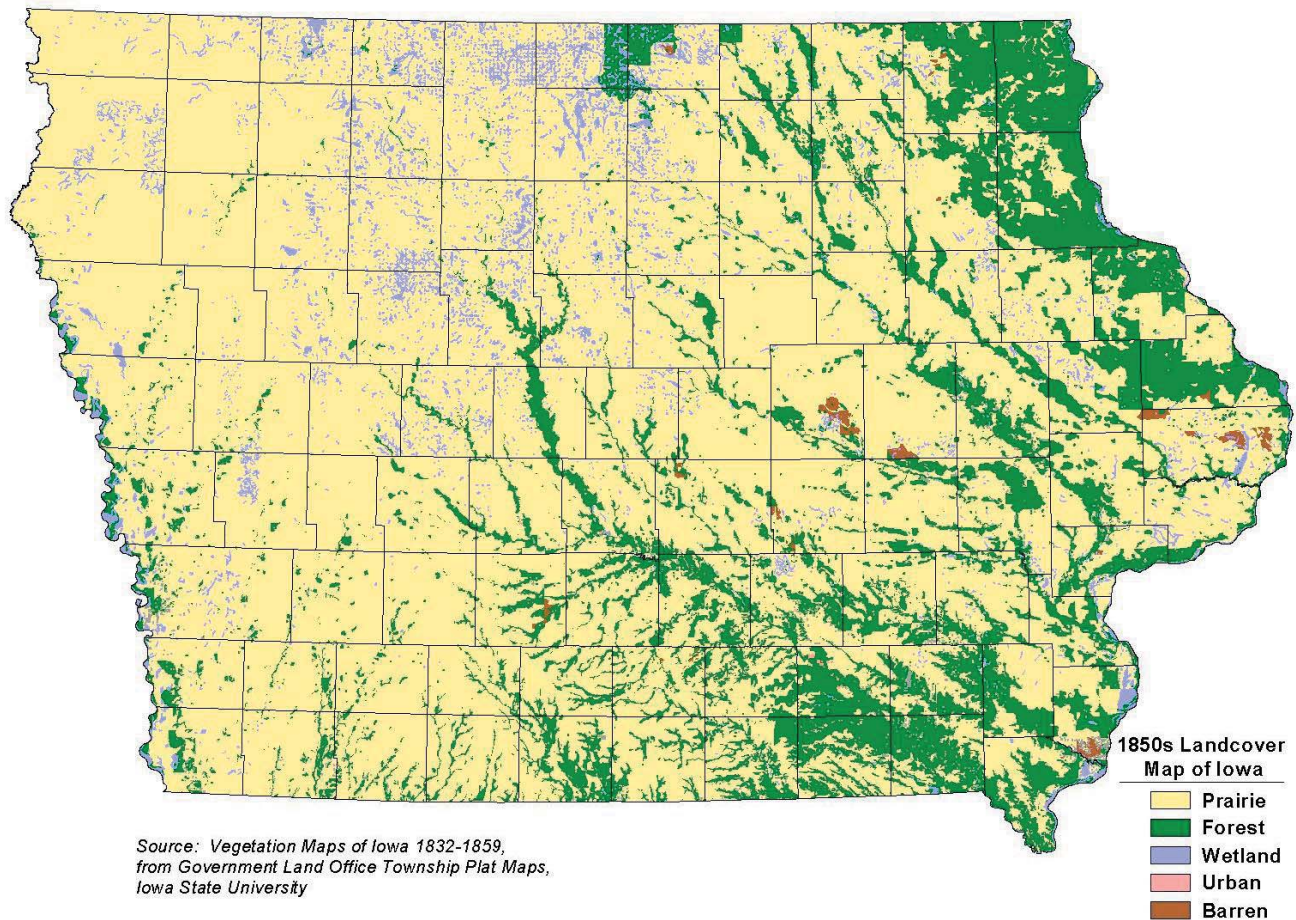 1850s Landcover
Map of Iowa
Prairie
Forest
Wetland
Urban
Barren
Source: Vegetation Maps of Iowa 1832-1859,
from Government Land Office Township Plat Maps,
Iowa State University